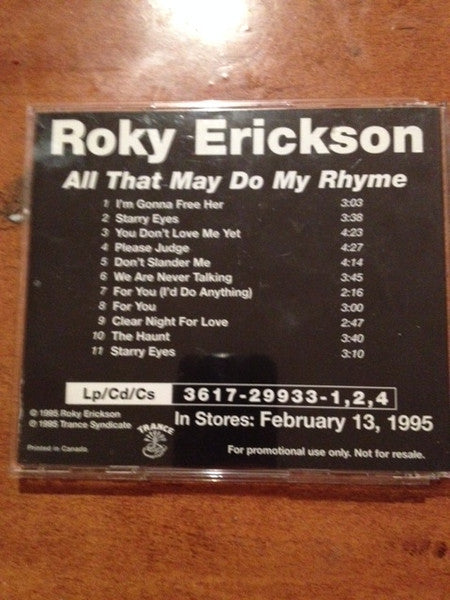 Roky Erickson
All That May Do My Rhyme
1 I'm Gonna Free Her 3:03
2 Starry Eyes 3:38
3 You Don't Love Me Yet 4:23
4 Please Judge 4:27
5 Don't Slander Me 4:14
6 We Are Never Talking 3:45
7 For You (I'd Do Anything) 2:16
8 For You 3:00
9 Clear Night For Love 2:47
10 The Haunt 3:40
11 Starry Eyes 3:10
Lp/Cd/Cs 3617-29933-1,2,4
© 1995 Roky Erickson
℗ 1995 Trance Syndicate
TRANCE
In Stores: February 13, 1995
Printed in Canada
For promotional use only. Not for resale.